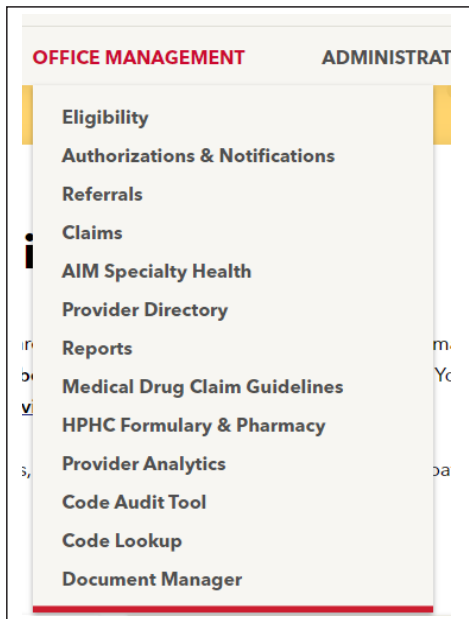 OFFICE MANAGEMENT ADMINISTRAT
Eligibility
Authorizations & Notifications
Referrals
Claims
AIM Specialty Health
Provider Directory
Reports
Medical Drug Claim Guidelines
HPHC Formulary & Pharmacy
Provider Analytics
Code Audit Tool
Code Lookup
Document Manager